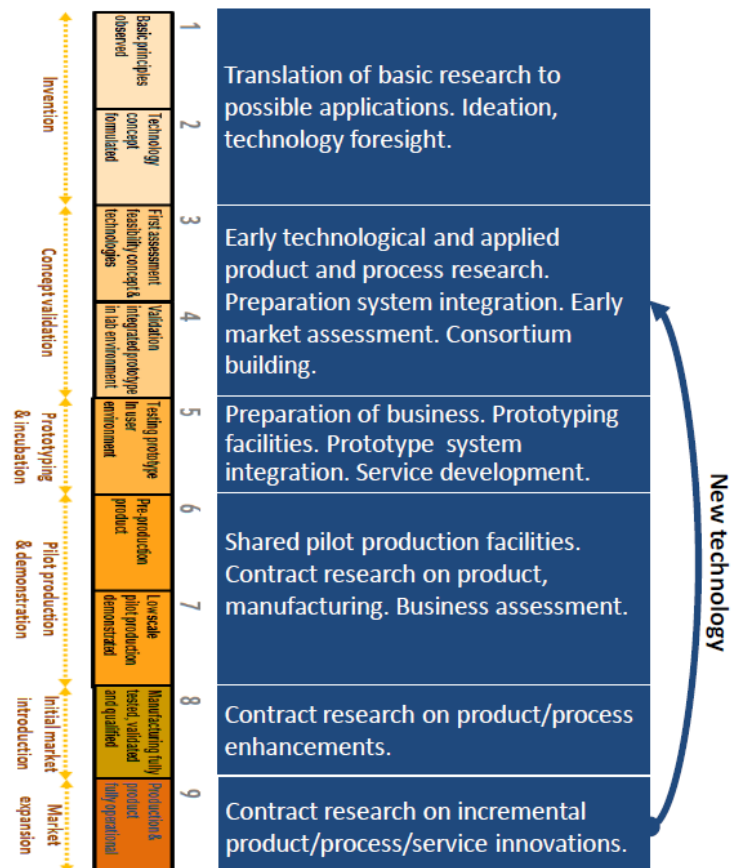 Invention
Basic principles
observed
1
Technology
concept
formulated
2
Translation of basic research to
possible applications. Ideation,
technology foresight.
Concept validation
First assessment
feasibility concept &
technologies
3
Validation
integrated prototype
in lab environment
4
Early technological and applied
product and process research.
Preparation system integration. Early
market assessment. Consortium
building.
Prototyping
& incubation
Testing prototype
in user
environment
5
Preparation of business. Prototyping
facilities. Prototype system
integration. Service development.
Pilot production
& demonstration
Pre-production
product
6
Low scale
pilot production
demonstrated
7
Shared pilot production facilities.
Contract research on product,
manufacturing. Business assessment.
Initial market
introduction
Manufacturing fully
tested, validated
and qualified
8
Contract research on product/process
enhancements.
Market
expansion
Production &
product
fully operational
9
Contract research on incremental
product/process/service innovations.
New technology